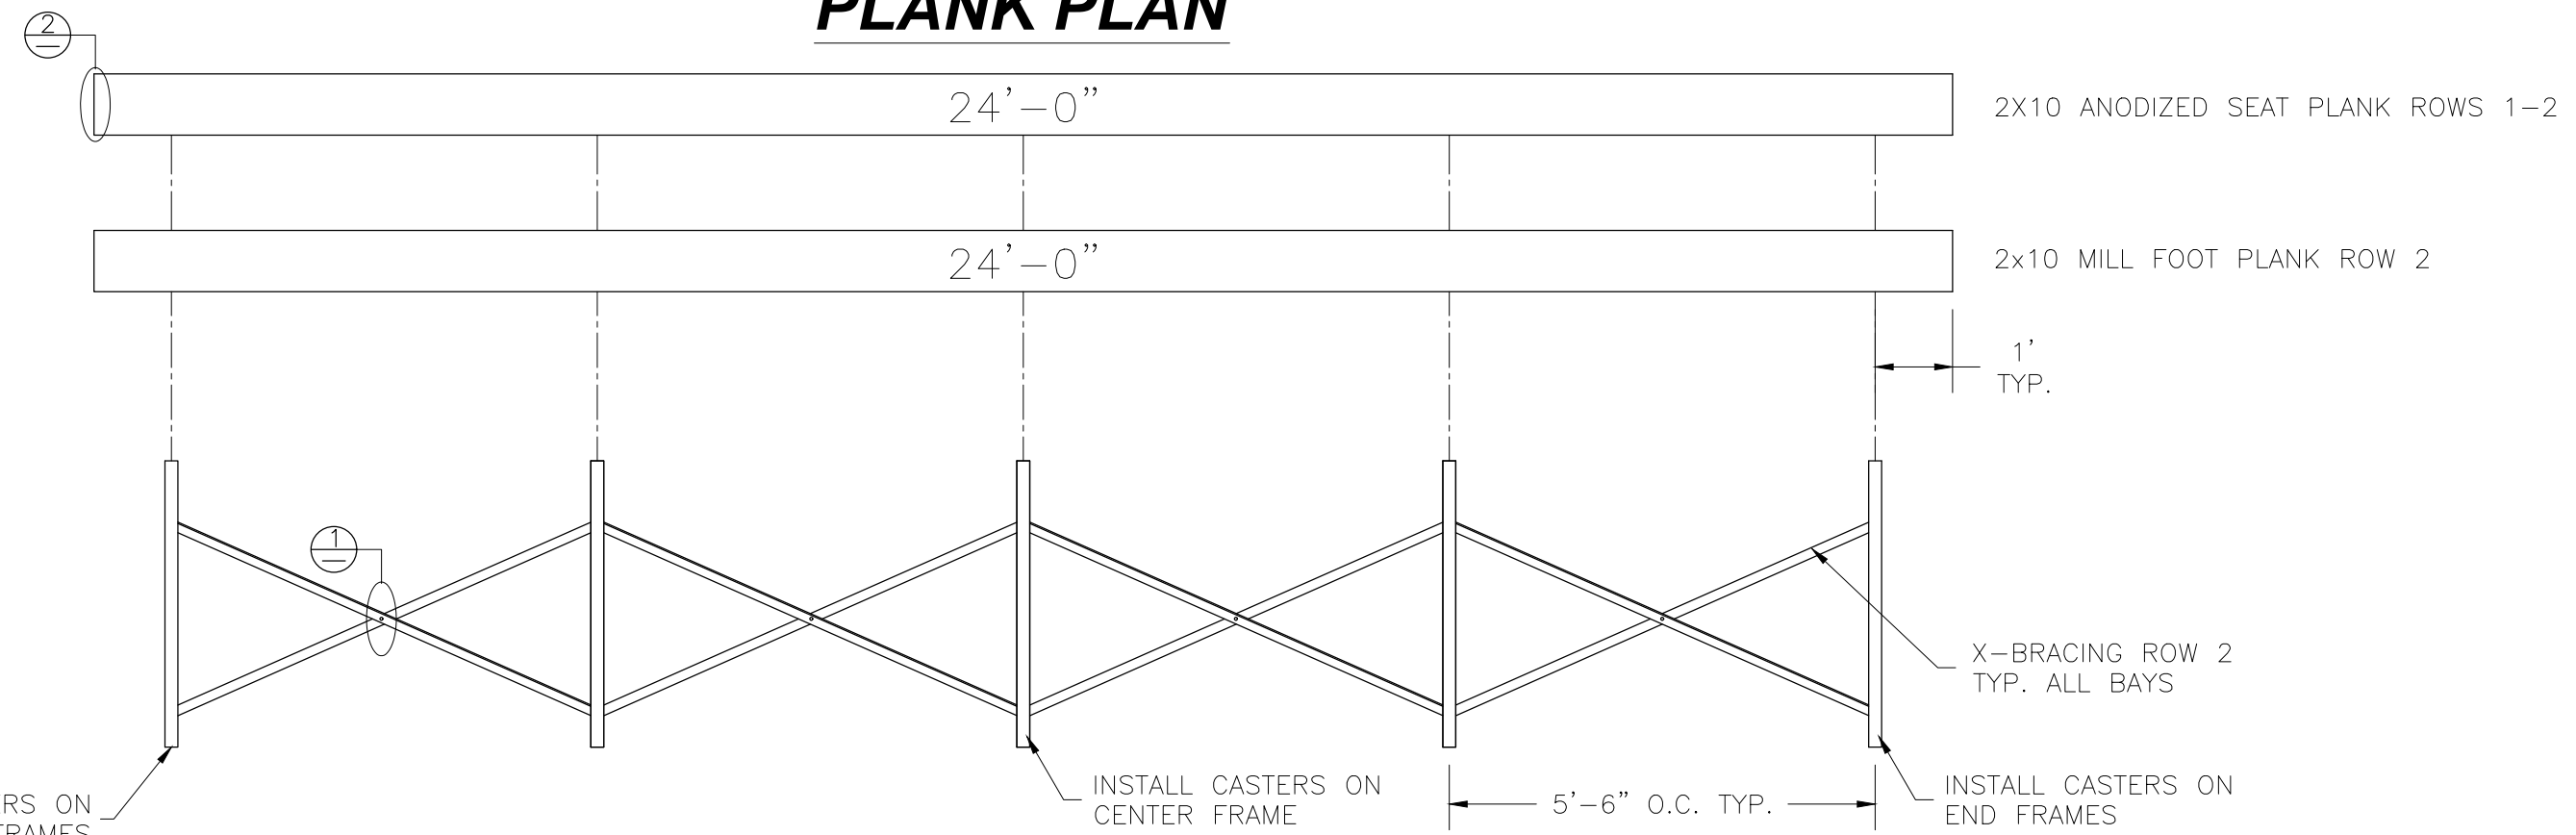 PLANK PLAN
2
24'-0"
2X10 ANODIZED SEAT PLANK ROWS 1-2
24'-0"
2x10 MILL FOOT PLANK ROW 2
1'
TYP.
1
X-BRACING ROW 2
TYP. ALL BAYS
INSTALL CASTERS ON
CENTER FRAME
5'-6" O.C. TYP.
INSTALL CASTERS ON
END FRAMES
ERS ON
FRAMES